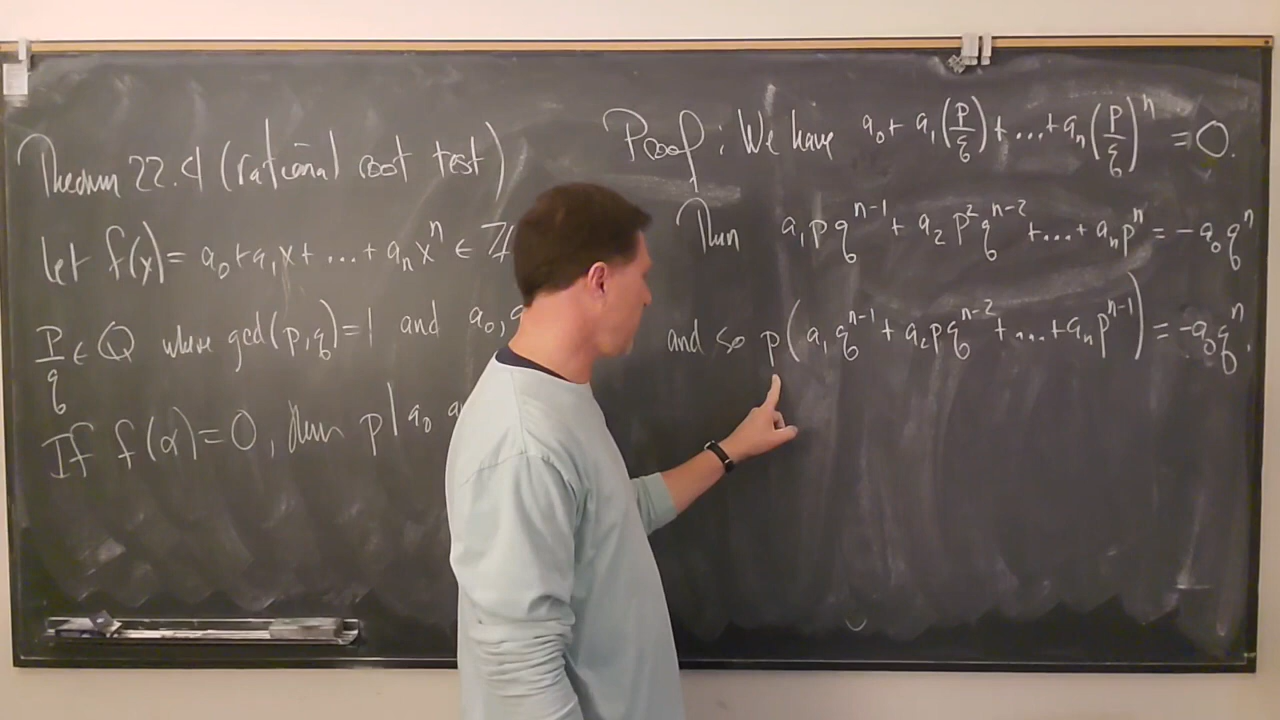 Theorem 22.4 (rational root test)
let f(x) = a₀ + a₁x + ... + aₙxⁿ ∈ ℤ
p/q ∈ Q where gcd(p,q) = 1 and a₀,
If f(α) = 0, then p | a₀
Proof: We have a₀ + a₁(p/q) + ... + aₙ(p/q)ⁿ = 0.
Then a₁pqⁿ⁻¹ + a₂p²qⁿ⁻² + ... + aₙpⁿ = -a₀qⁿ
and so p(a₁qⁿ⁻¹ + a₂pqⁿ⁻² + ... + aₙpⁿ⁻¹) = -a₀qⁿ.